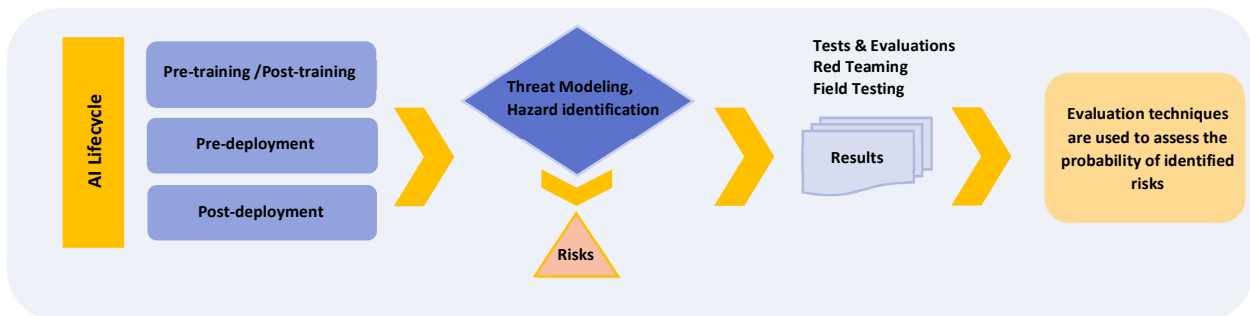 AI Lifecycle
Pre-training /Post-training
Pre-deployment
Post-deployment
Threat Modeling,
Hazard identification
Risks
Tests & Evaluations
Red Teaming
Field Testing
Results
Evaluation techniques
are used to assess the
probability of identified
risks